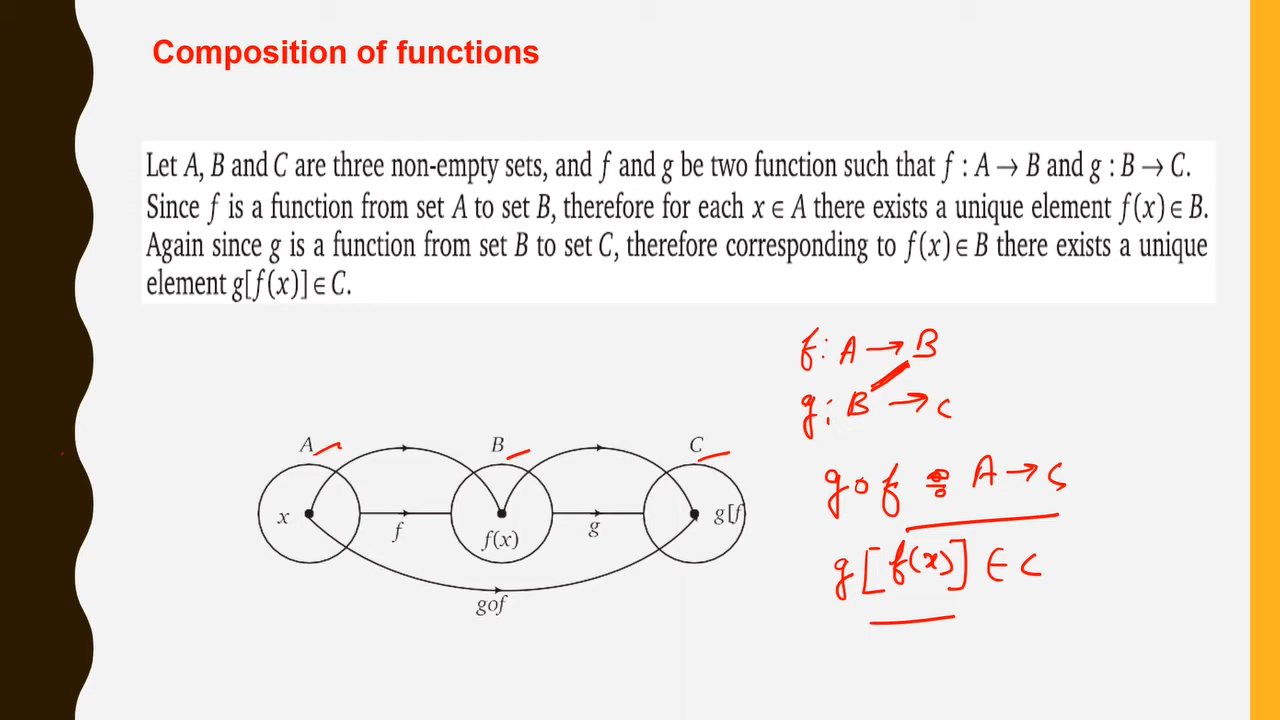 Composition of functions
Let A, B and C are three non-empty sets, and f and g be two function such that f : A → B and g : B → C.
Since f is a function from set A to set B, therefore for each x ∈ A there exists a unique element f(x) ∈ B.
Again since g is a function from set B to set C, therefore corresponding to f(x) ∈ B there exists a unique
element g[f(x)] ∈ C.
f: A → B
g: B → C
A B C
gof : A → C
x f f(x) g g[f
g[f(x)] ∈ C
gof